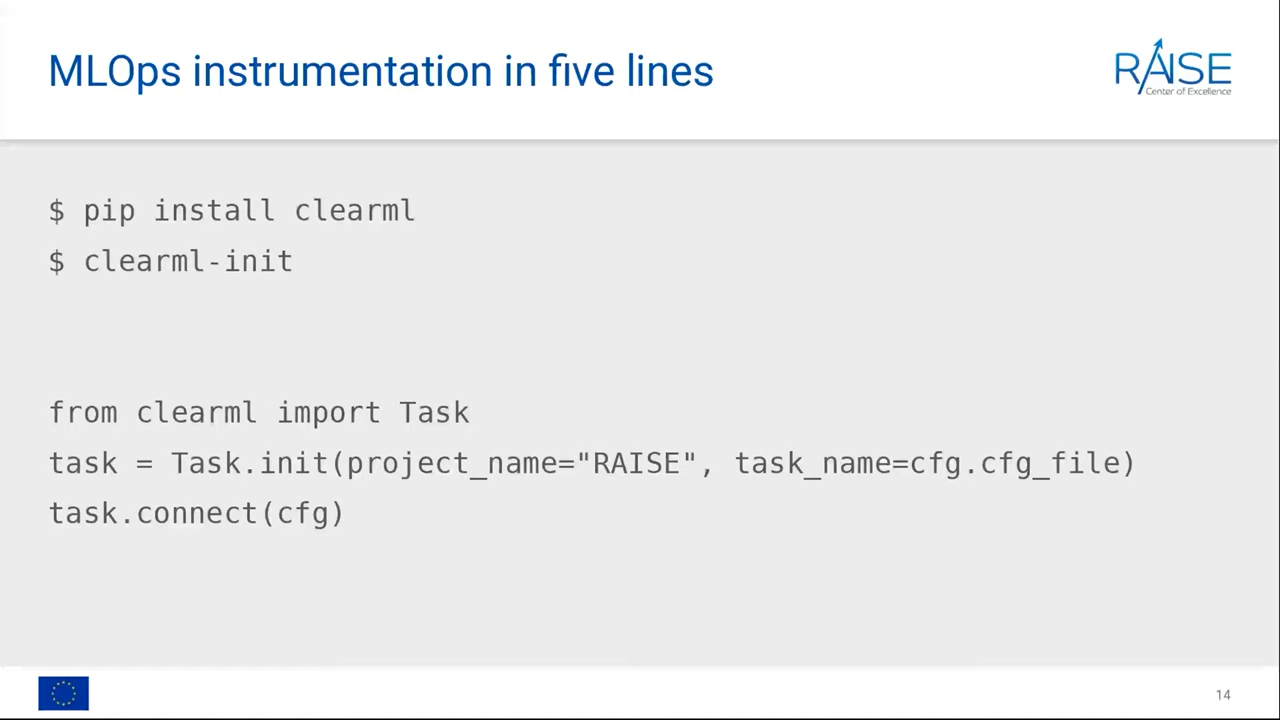 MLOps instrumentation in five lines
RAISE
Center of Excellence
$ pip install clearml
$ clearml-init
from clearml import Task
task = Task.init(project_name="RAISE", task_name=cfg.cfg_file)
task.connect(cfg)
14